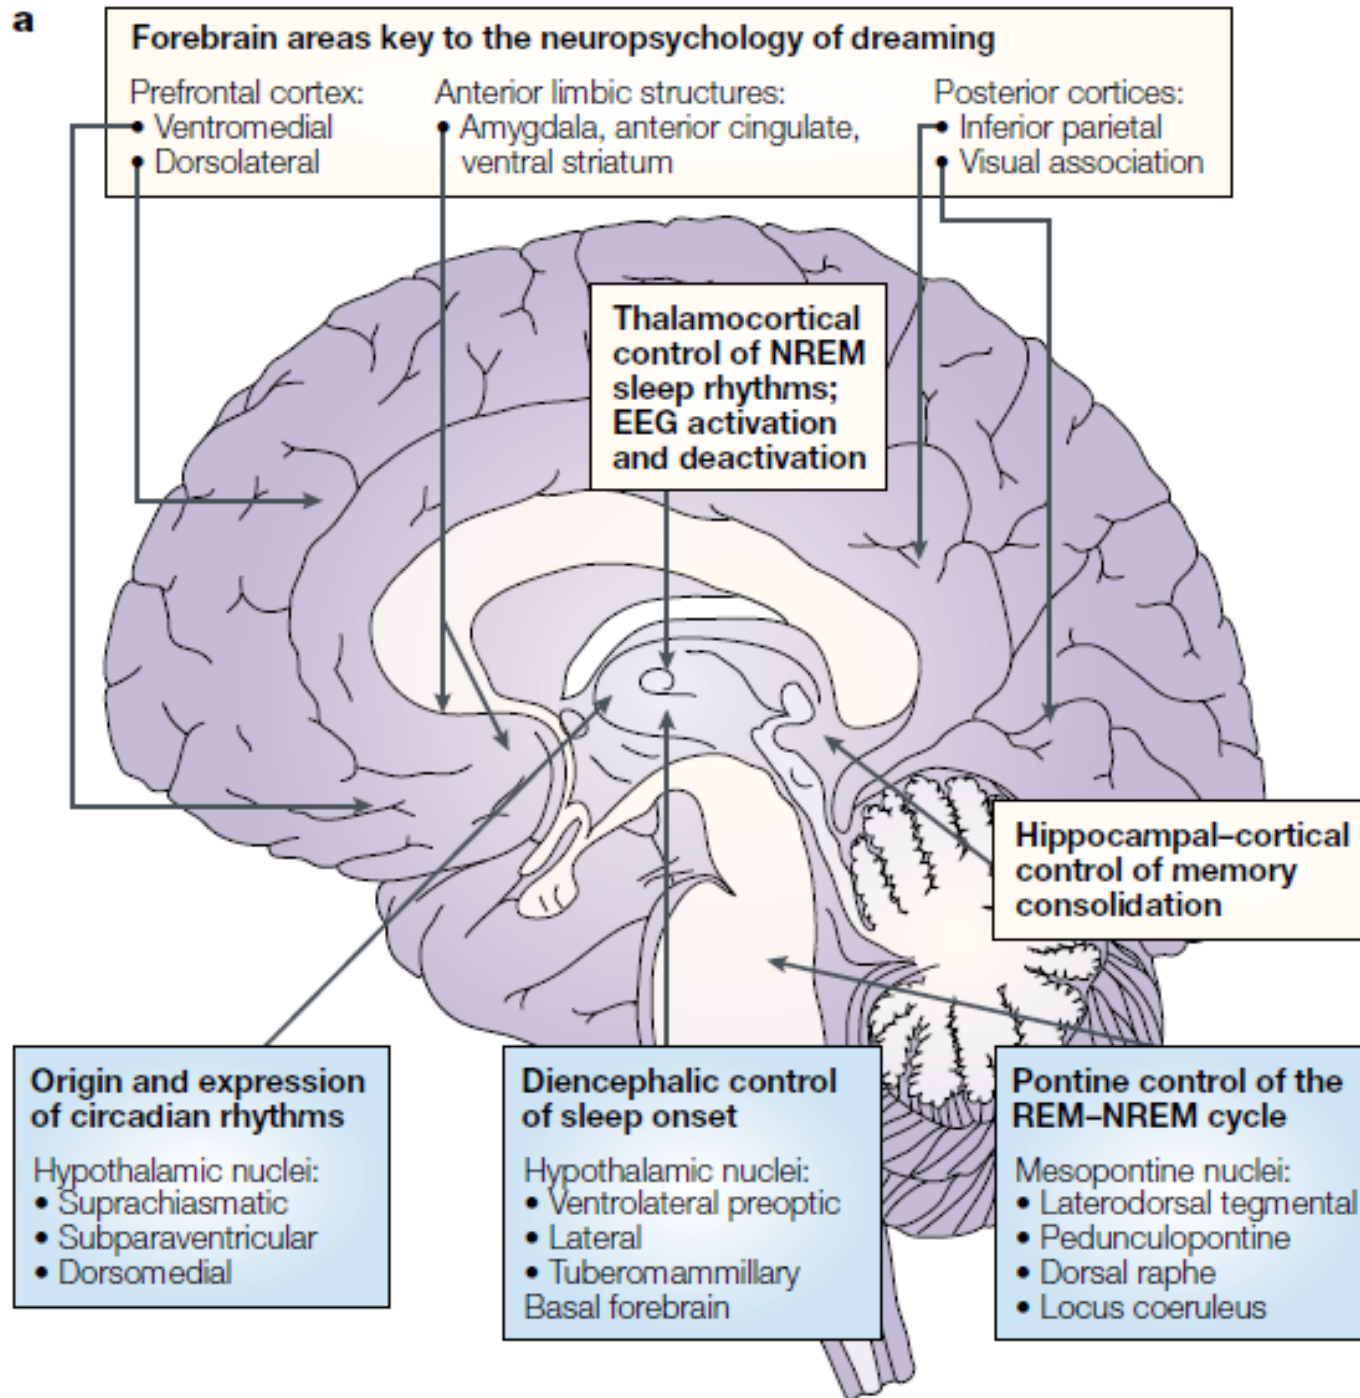 a
Forebrain areas key to the neuropsychology of dreaming
Prefrontal cortex:
• Ventromedial
• Dorsolateral
Anterior limbic structures:
• Amygdala, anterior cingulate,
ventral striatum
Posterior cortices:
• Inferior parietal
• Visual association
Thalamocortical
control of NREM
sleep rhythms;
EEG activation
and deactivation
Hippocampal–cortical
control of memory
consolidation
Origin and expression
of circadian rhythms
Hypothalamic nuclei:
• Suprachiasmatic
• Subparaventricular
• Dorsomedial
Diencephalic control
of sleep onset
Hypothalamic nuclei:
• Ventrolateral preoptic
• Lateral
• Tuberomammillary
Basal forebrain
Pontine control of the
REM–NREM cycle
Mesopontine nuclei:
• Laterodorsal tegmental
• Pedunculopontine
• Dorsal raphe
• Locus coeruleus